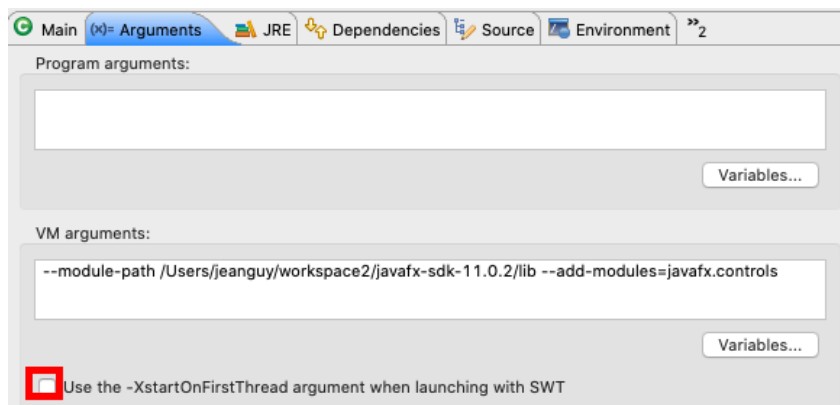 Main (x)= Arguments JRE Dependencies Source Environment »2
Program arguments:
Variables...
VM arguments:
--module-path /Users/jeanguy/workspace2/javafx-sdk-11.0.2/lib --add-modules=javafx.controls
Variables...
Use the -XstartOnFirstThread argument when launching with SWT